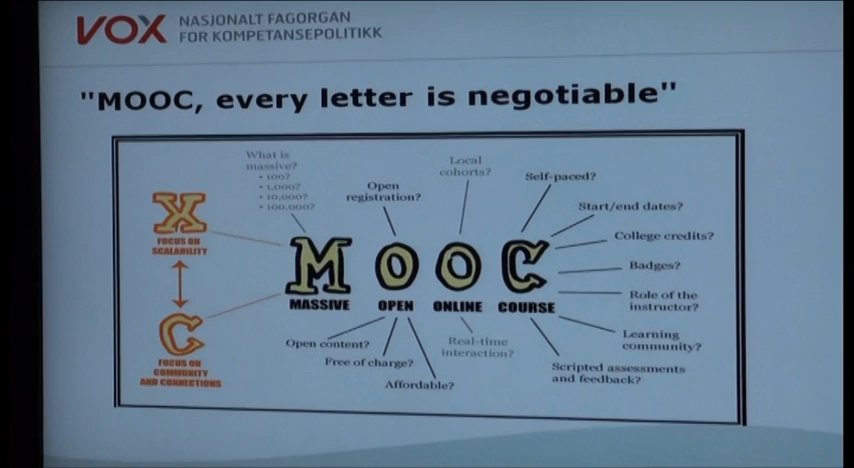 VOX NASJONALT FAGORGAN
FOR KOMPETANSEPOLITIKK
"MOOC, every letter is negotiable"
What is
massive?
• 100?
• 1,000?
• 10,000?
• 100,000?
Open
registration?
Local
cohorts?
Self-paced?
Start/end dates?
College credits?
Badges?
Role of the
instructor?
Learning
community?
Scripted assessments
and feedback?
X
FOCUS ON
SCALABILITY
C
FOCUS ON
COMMUNITY
AND CONNECTIONS
MOOC
MASSIVE OPEN ONLINE COURSE
Open content?
Free of charge?
Affordable?
Real-time
interaction?